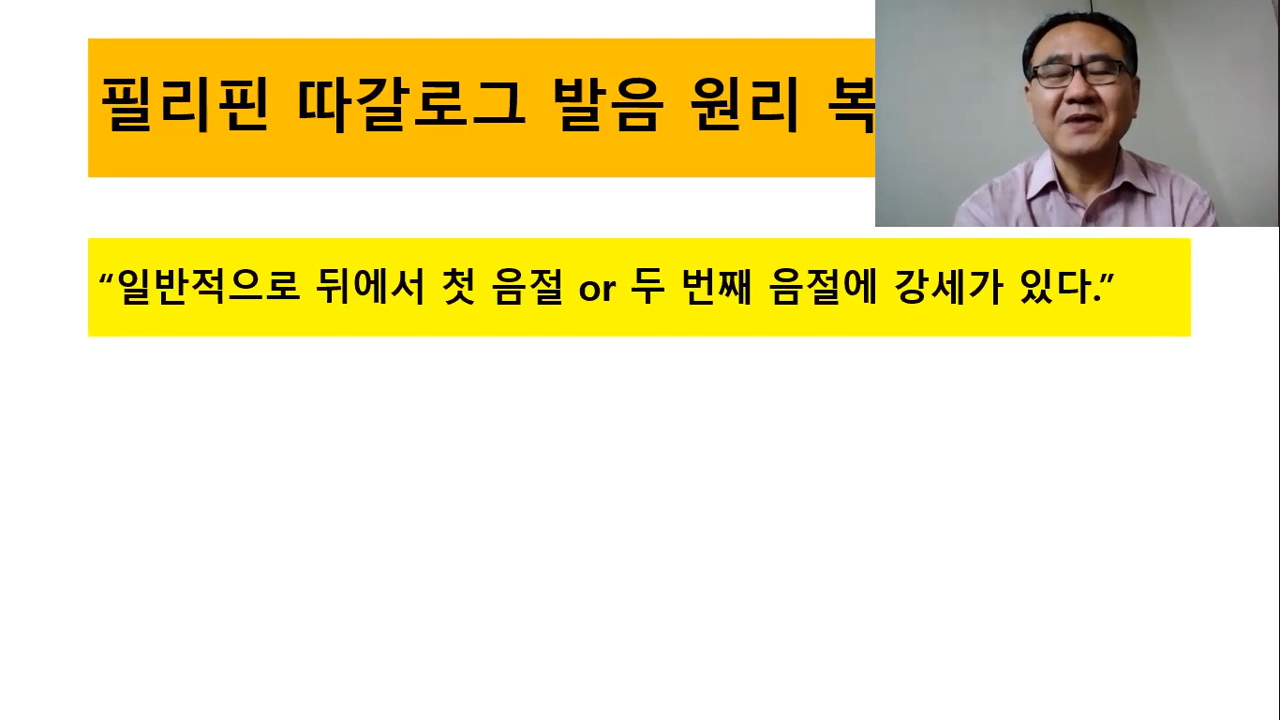 필리핀 따갈로그 발음 원리 복
“일반적으로 뒤에서 첫 음절 or 두 번째 음절에 강세가 있다.”